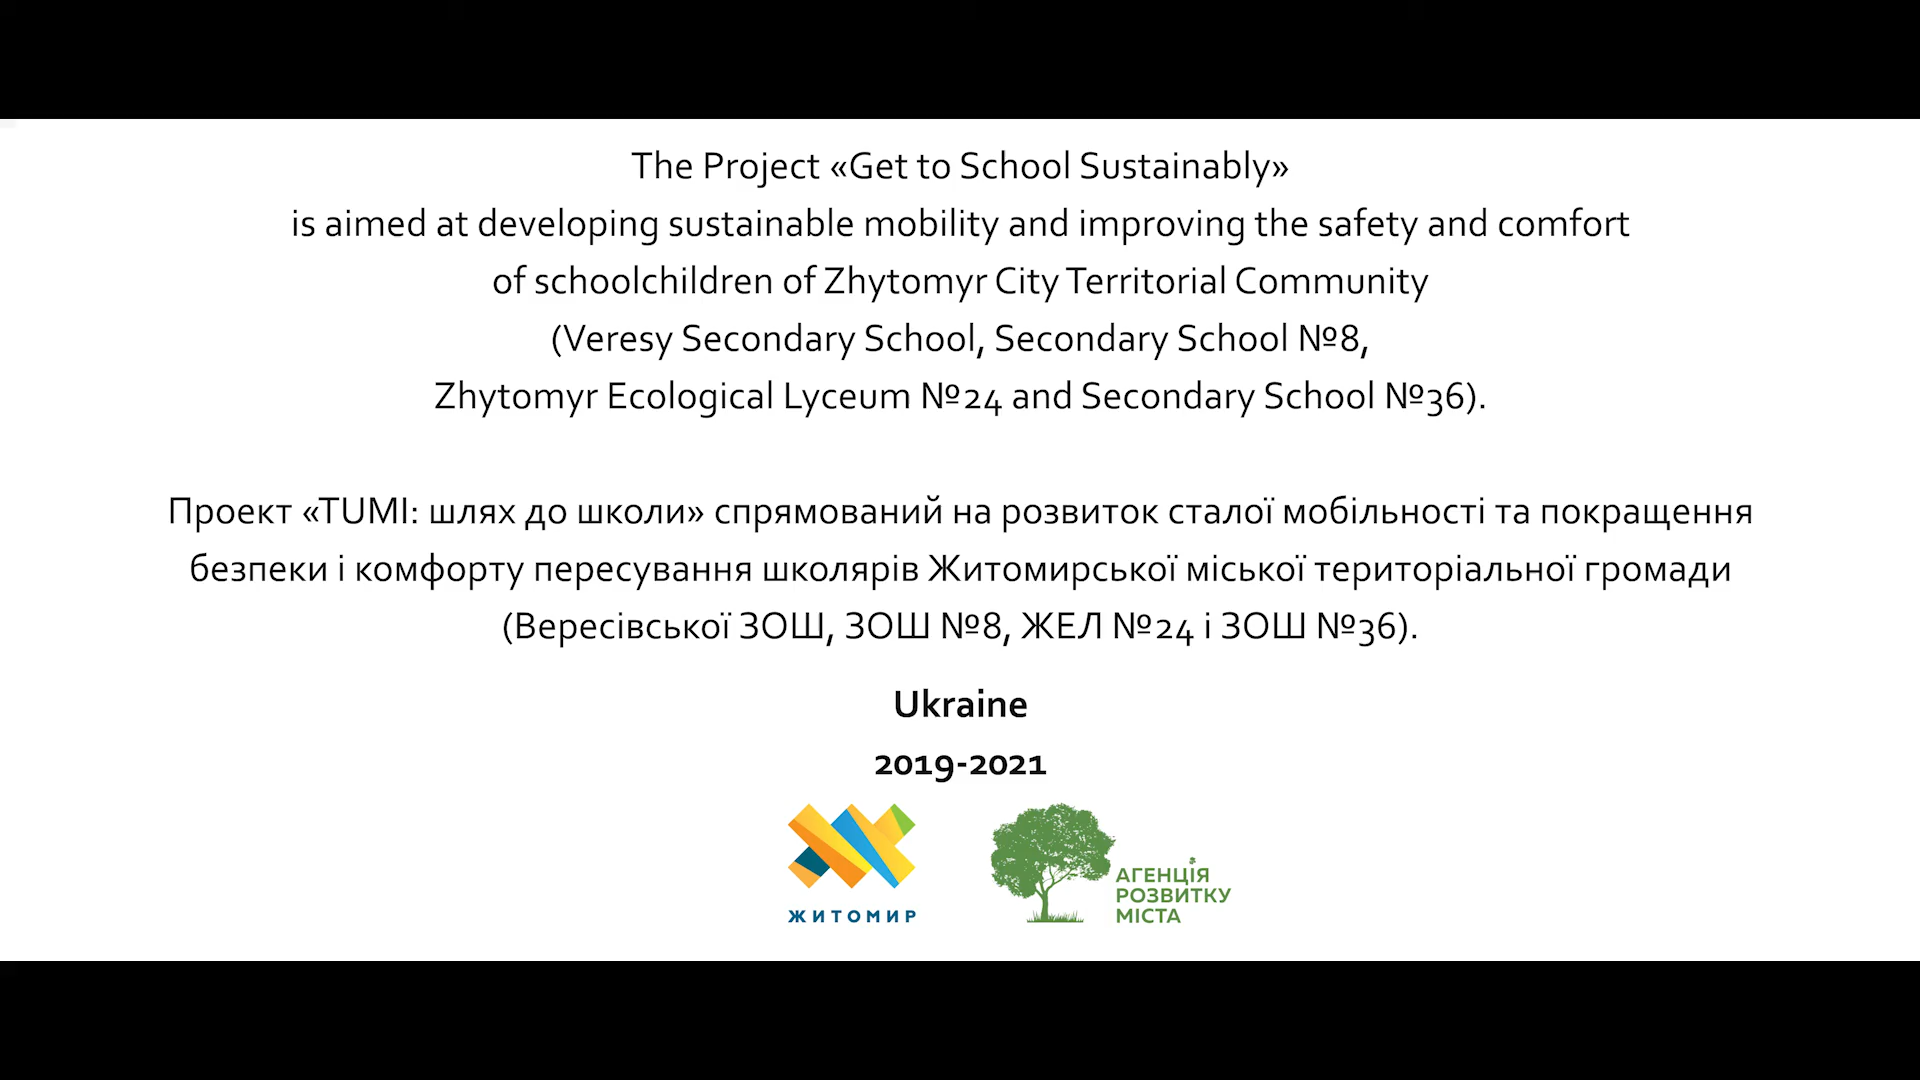 The Project «Get to School Sustainably»
is aimed at developing sustainable mobility and improving the safety and comfort
of schoolchildren of Zhytomyr City Territorial Community
(Veresy Secondary School, Secondary School №8,
Zhytomyr Ecological Lyceum №24 and Secondary School №36).
Проект «TUMI: шлях до школи» спрямований на розвиток сталої мобільності та покращення
безпеки і комфорту пересування школярів Житомирської міської територіальної громади
(Вересівської ЗОШ, ЗОШ №8, ЖЕЛ №24 і ЗОШ №36).
Ukraine
2019-2021
ЖИТОМИР
АГЕНЦІЯ
РОЗВИТКУ
МІСТА